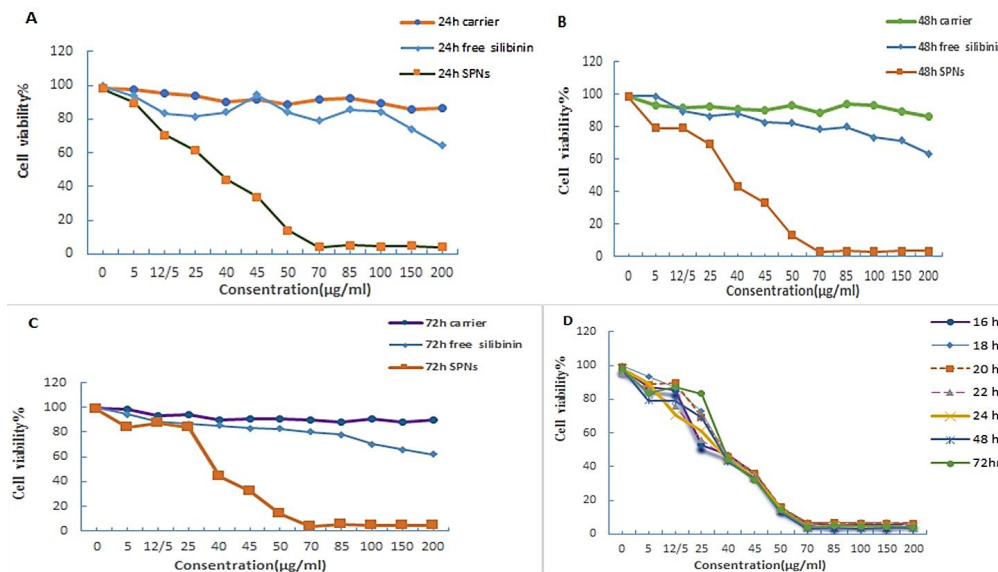 A
24h carrier
24h free silibinin
24h SPNs
Cell viability%
120
100
80
60
40
20
0
0 5 12/5 25 40 45 50 70 85 100 150 200
Consentration(µg/ml)
B
48h carrier
48h free silibinin
48h SPNs
Cell viability%
120
100
80
60
40
20
0
0 5 12/5 25 40 45 50 70 85 100 150 200
Consentration(µg/ml)
C
72h carrier
72h free silibinin
72h SPNs
Cell viability%
120
100
80
60
40
20
0
0 5 12/5 25 40 45 50 70 85 100 150 200
Consentration(µg/ml)
D
16 h
18 h
20 h
22 h
24 h
48 h
72hr
Cell viability%
120
100
80
60
40
20
0
0 5 12/5 25 40 45 50 70 85 100 150 200
Consentration(µg/ml)